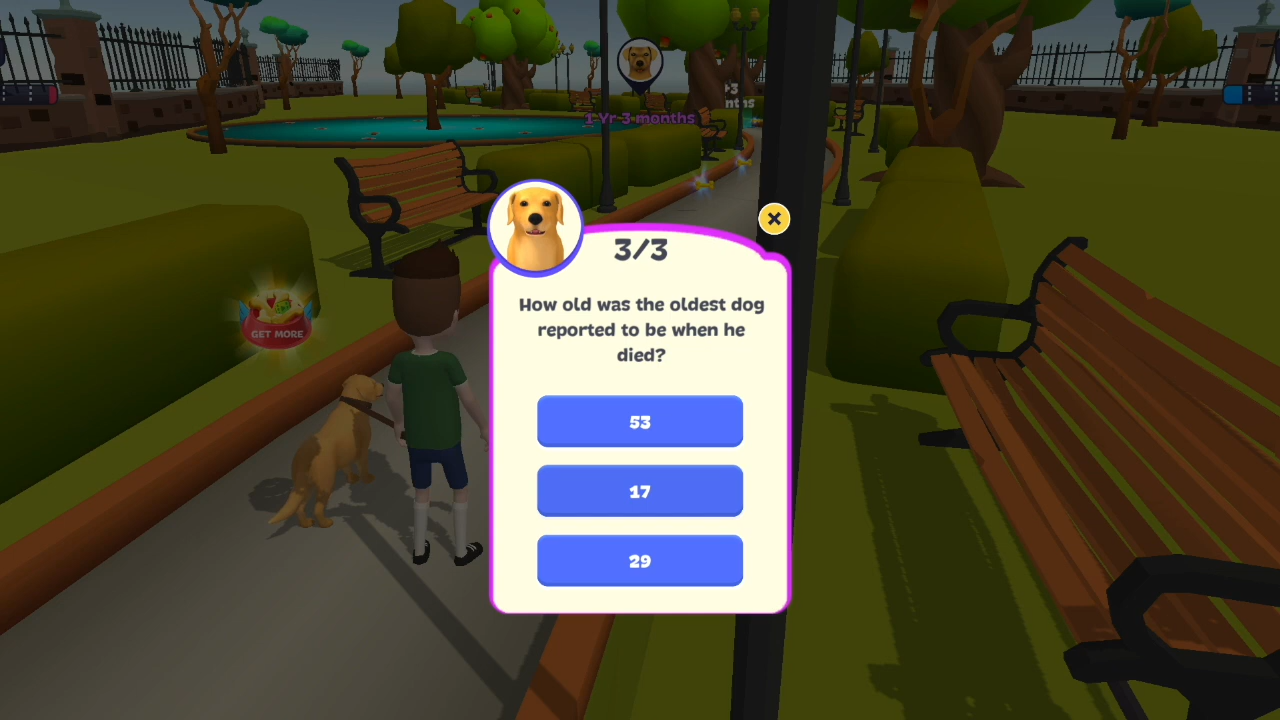 1 Yr 3 months
3/3
How old was the oldest dog
reported to be when he
died?
GET MORE
53
17
29